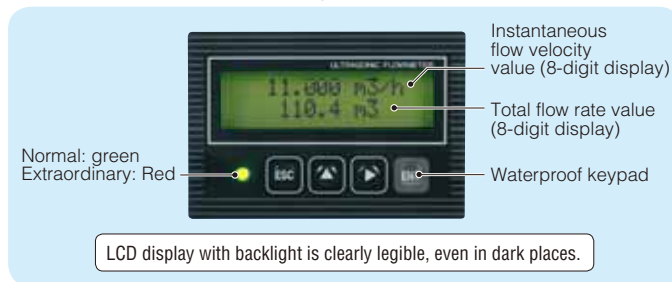 Instantaneous
flow velocity
value (8-digit display)
ULTRASONIC FLOWMETER
11.000 m3/h
110.4 m3
Total flow rate value
(8-digit display)
Normal: green
Extraordinary: Red
ESC
Waterproof keypad
LCD display with backlight is clearly legible, even in dark places.